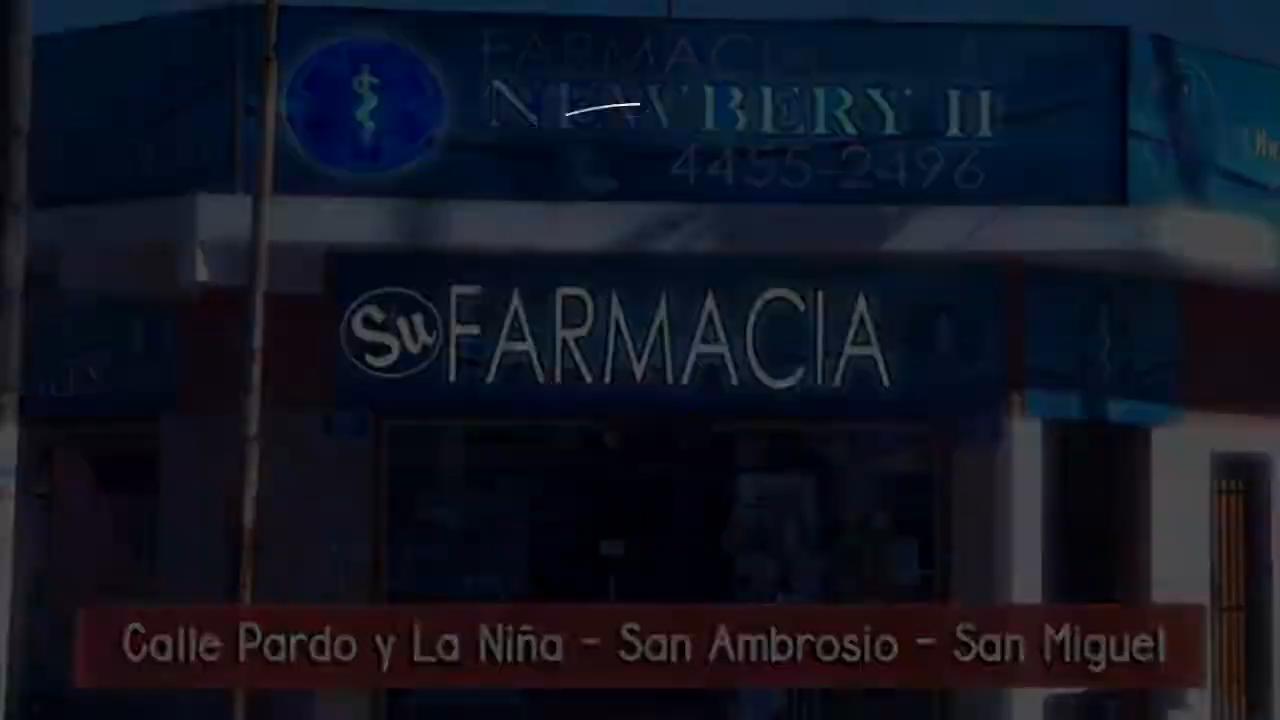 FARMACIA
NEWBERY II
4455-2496
Su FARMACIA
Calle Pardo y La Niña - San Ambrosio - San Miguel